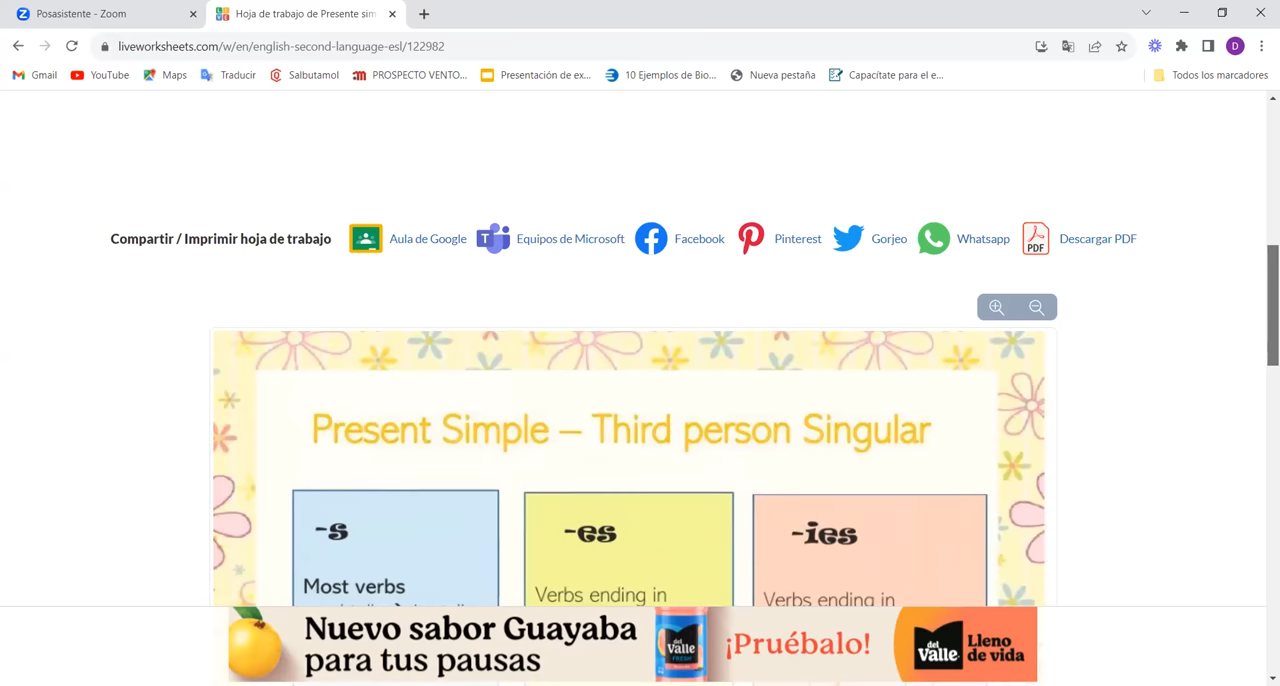 Posasistente - Zoom
Hoja de trabajo de Presente sim
liveworksheets.com/w/en/english-second-language-esl/122982
D
Gmail
YouTube
Maps
Traducir
Salbutamol
PROSPECTO VENTO...
Presentación de ex...
10 Ejemplos de Bio...
Nueva pestaña
Capacítate para el e...
Todos los marcadores
Compartir / Imprimir hoja de trabajo
Aula de Google
Equipos de Microsoft
Facebook
Pinterest
Gorjeo
Whatsapp
PDF
Descargar PDF
Present Simple – Third person Singular
-s
-es
-ies
Most verbs
Verbs ending in
Verbs ending in
Nuevo sabor Guayaba
para tus pausas
del
Valle
FRESH
¡Pruébalo!
del
Valle
Lleno
de vida